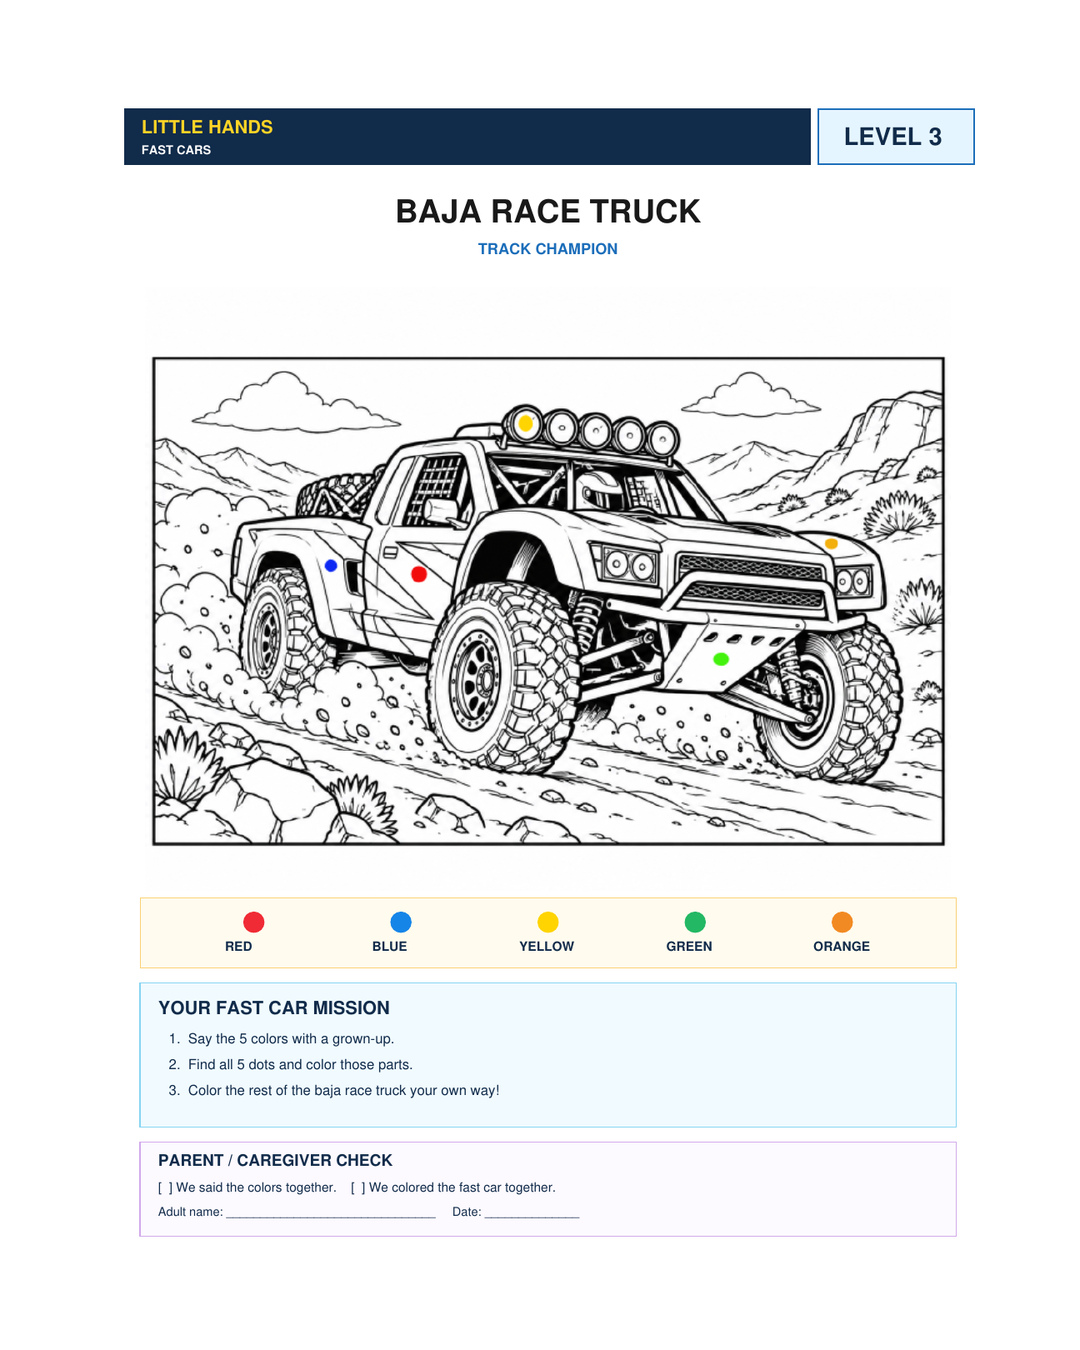 LITTLE HANDS
FAST CARS
LEVEL 3
BAJA RACE TRUCK
TRACK CHAMPION
RED BLUE YELLOW GREEN ORANGE
YOUR FAST CAR MISSION
1. Say the 5 colors with a grown-up.
2. Find all 5 dots and color those parts.
3. Color the rest of the baja race truck your own way!
PARENT / CAREGIVER CHECK
[ ] We said the colors together. [ ] We colored the fast car together.
Adult name: ______________________________ Date: ______________